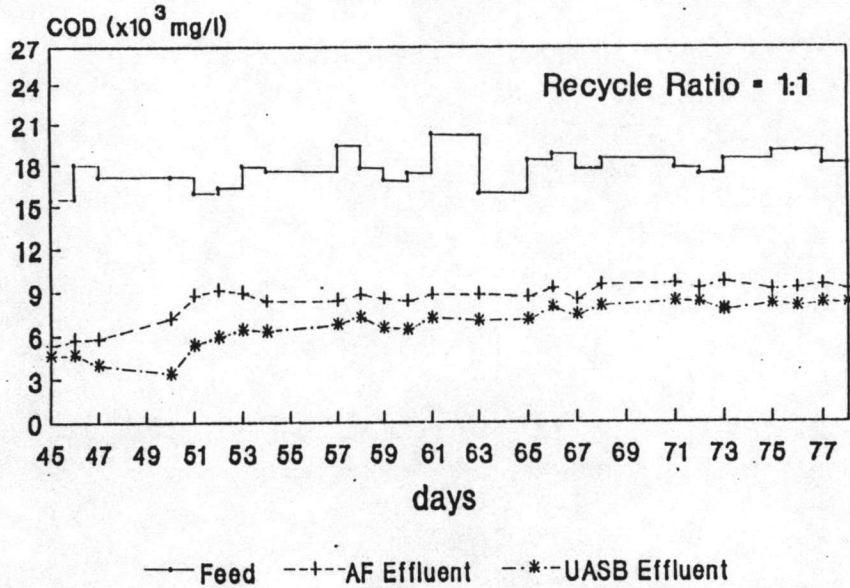 COD (x10³ mg/l)
27
24
21
18
15
12
9
6
3
0
Recycle Ratio = 1:1
45 47 49 51 53 55 57 59 61 63 65 67 69 71 73 75 77
days
Feed AF Effluent UASB Effluent